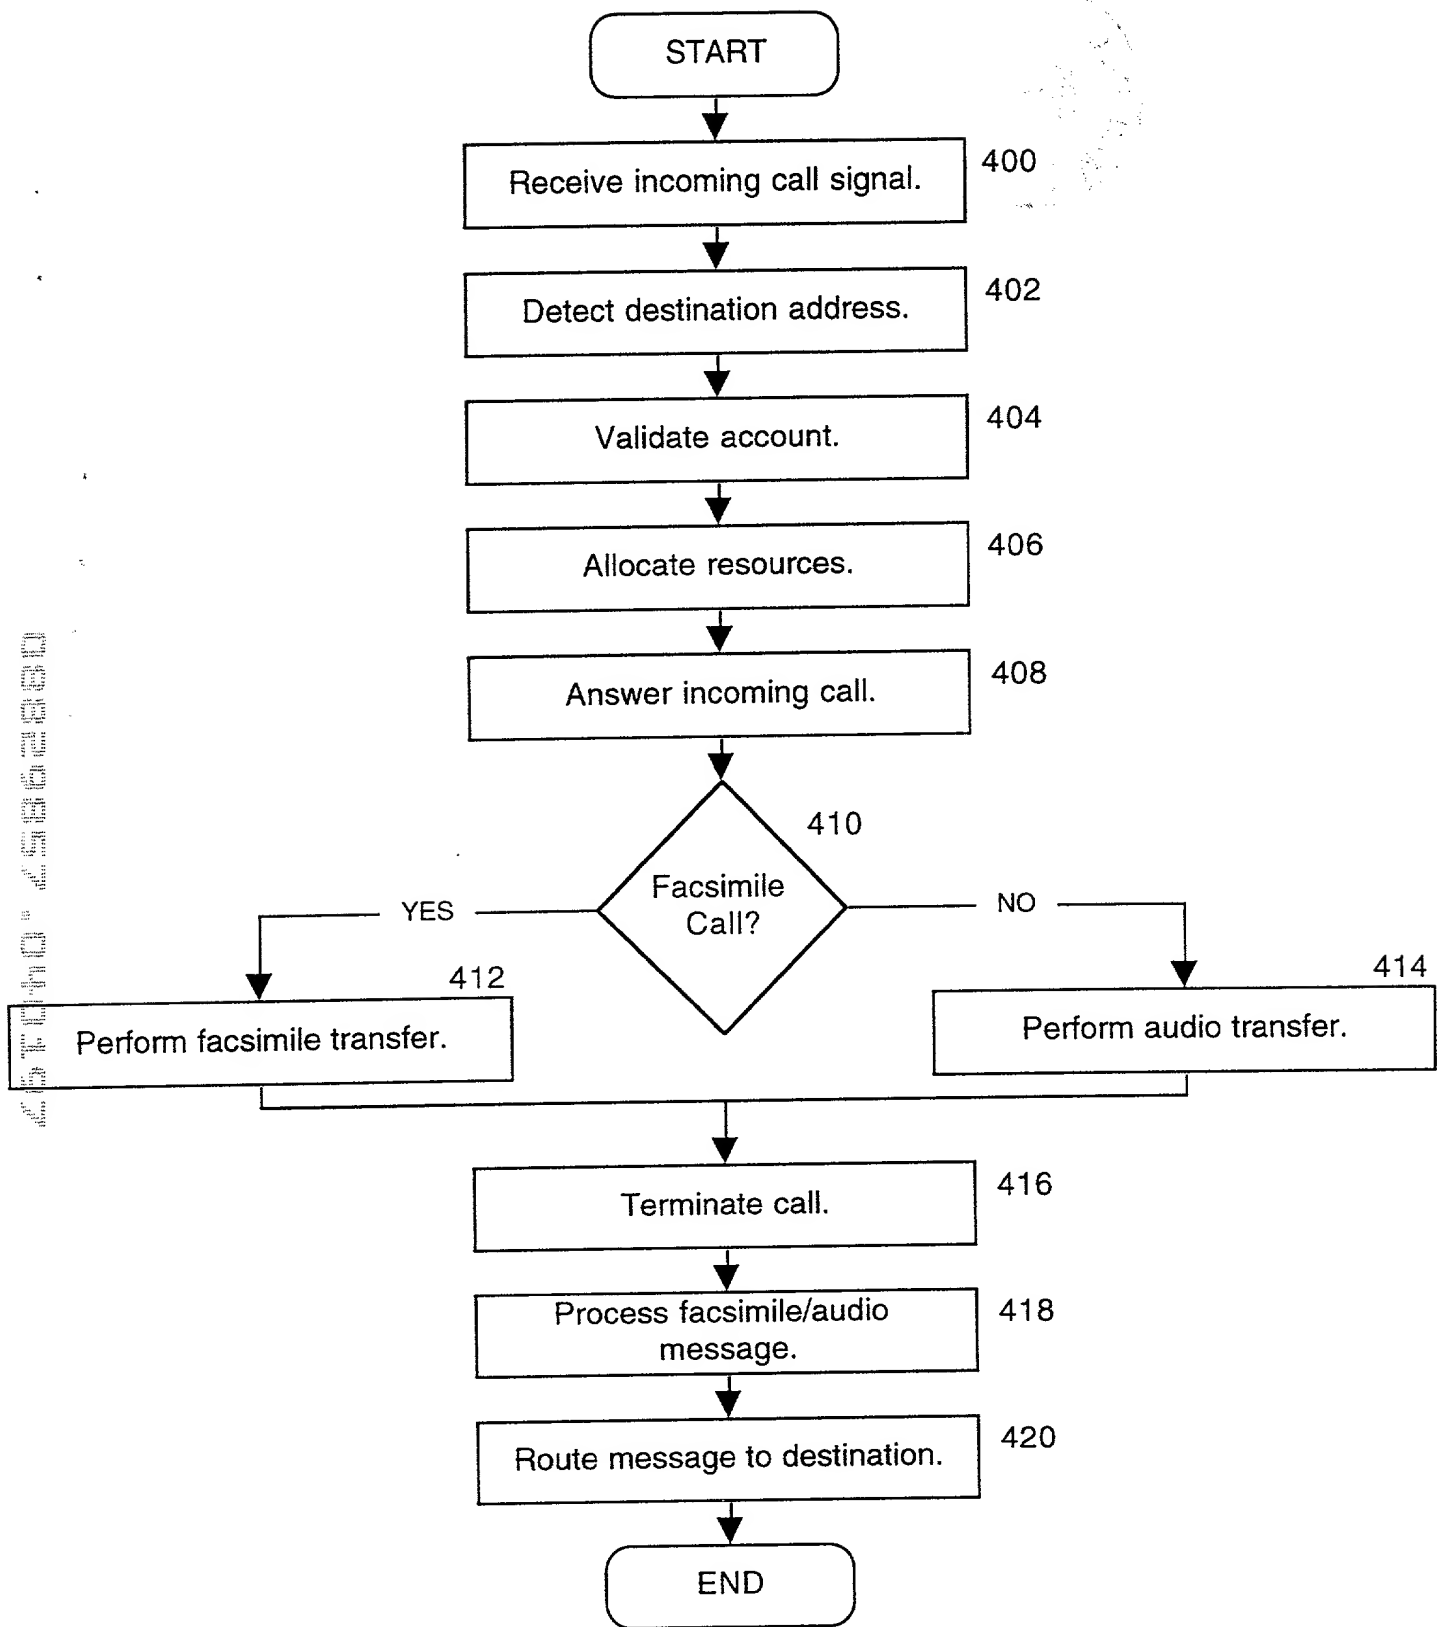 START
Receive incoming call signal.
400
Detect destination address.
402
Validate account.
404
Allocate resources.
406
Answer incoming call.
408
410
Facsimile
Call?
YES
NO
412
Perform facsimile transfer.
414
Perform audio transfer.
Terminate call.
416
Process facsimile/audio
message.
418
Route message to destination.
420
END